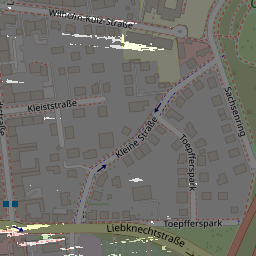 Wilhelm-Külz-Straße
Kleiststraße
Kleine Straße
Sachsenring
Toepfferspark
Toepfferspark
Liebknechtstraße